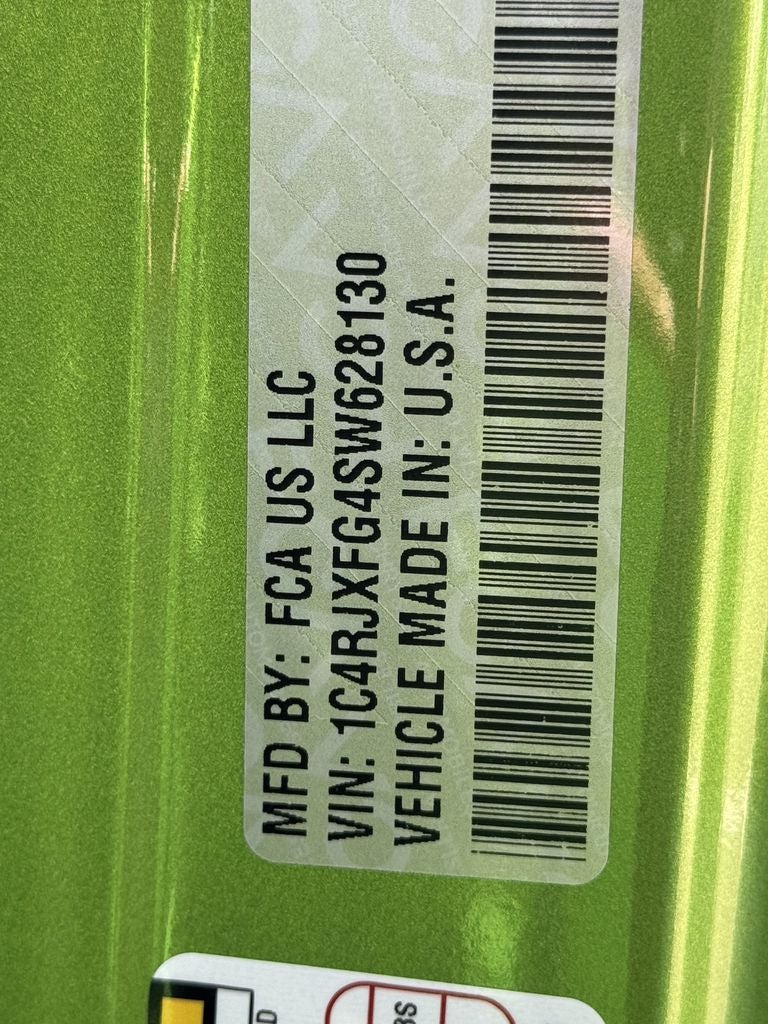 MFD BY: FCA US LLC
VIN: 1C4RJXFG4SW628130
VEHICLE MADE IN: U.S.A.